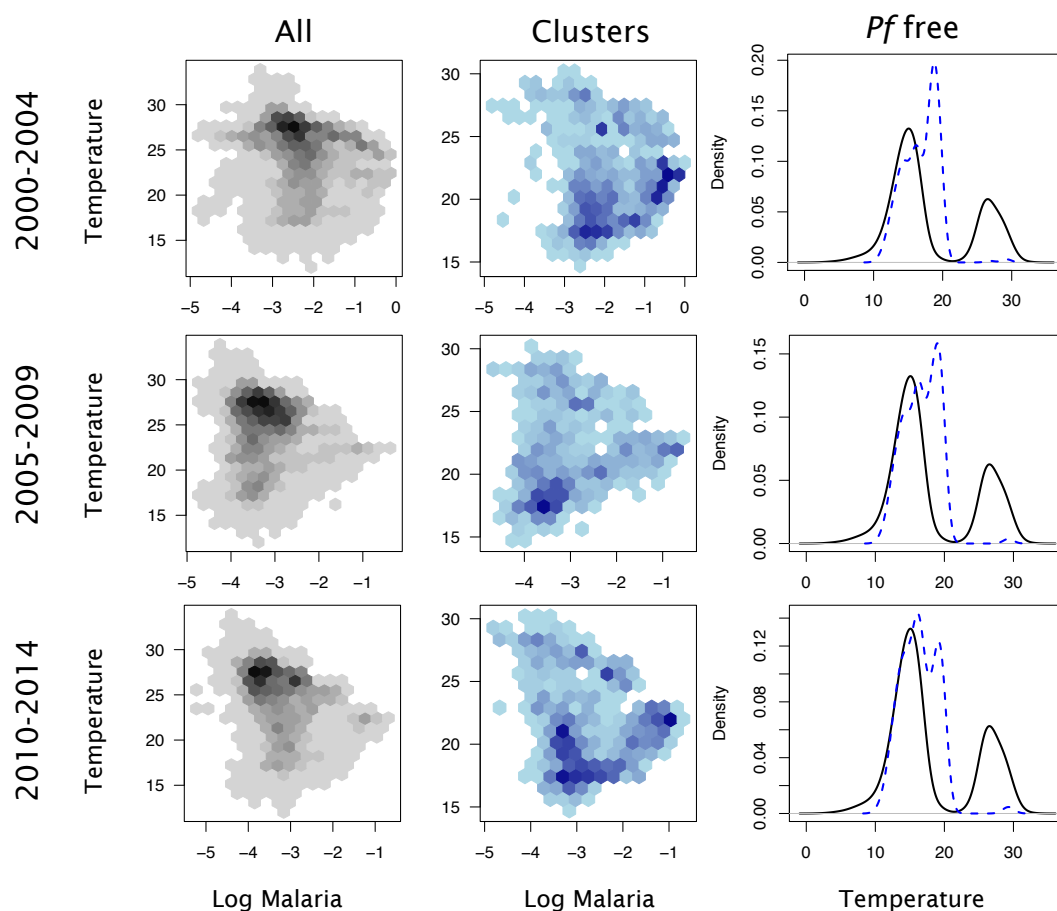 All Clusters Pf free
2000-2004
Temperature
15 20 25 30
−5 −4 −3 −2 −1 0
15 20 25 30
−5 −4 −3 −2 −1 0
Density
0.00 0.05 0.10 0.15 0.20
0 10 20 30
2005-2009
Temperature
15 20 25 30
−5 −4 −3 −2 −1
15 20 25 30
−4 −3 −2 −1
Density
0.00 0.05 0.10 0.15
0 10 20 30
2010-2014
Temperature
15 20 25 30
−5 −4 −3 −2 −1
15 20 25 30
−5 −4 −3 −2 −1
Density
0.00 0.04 0.08 0.12
0 10 20 30
Log Malaria Log Malaria Temperature